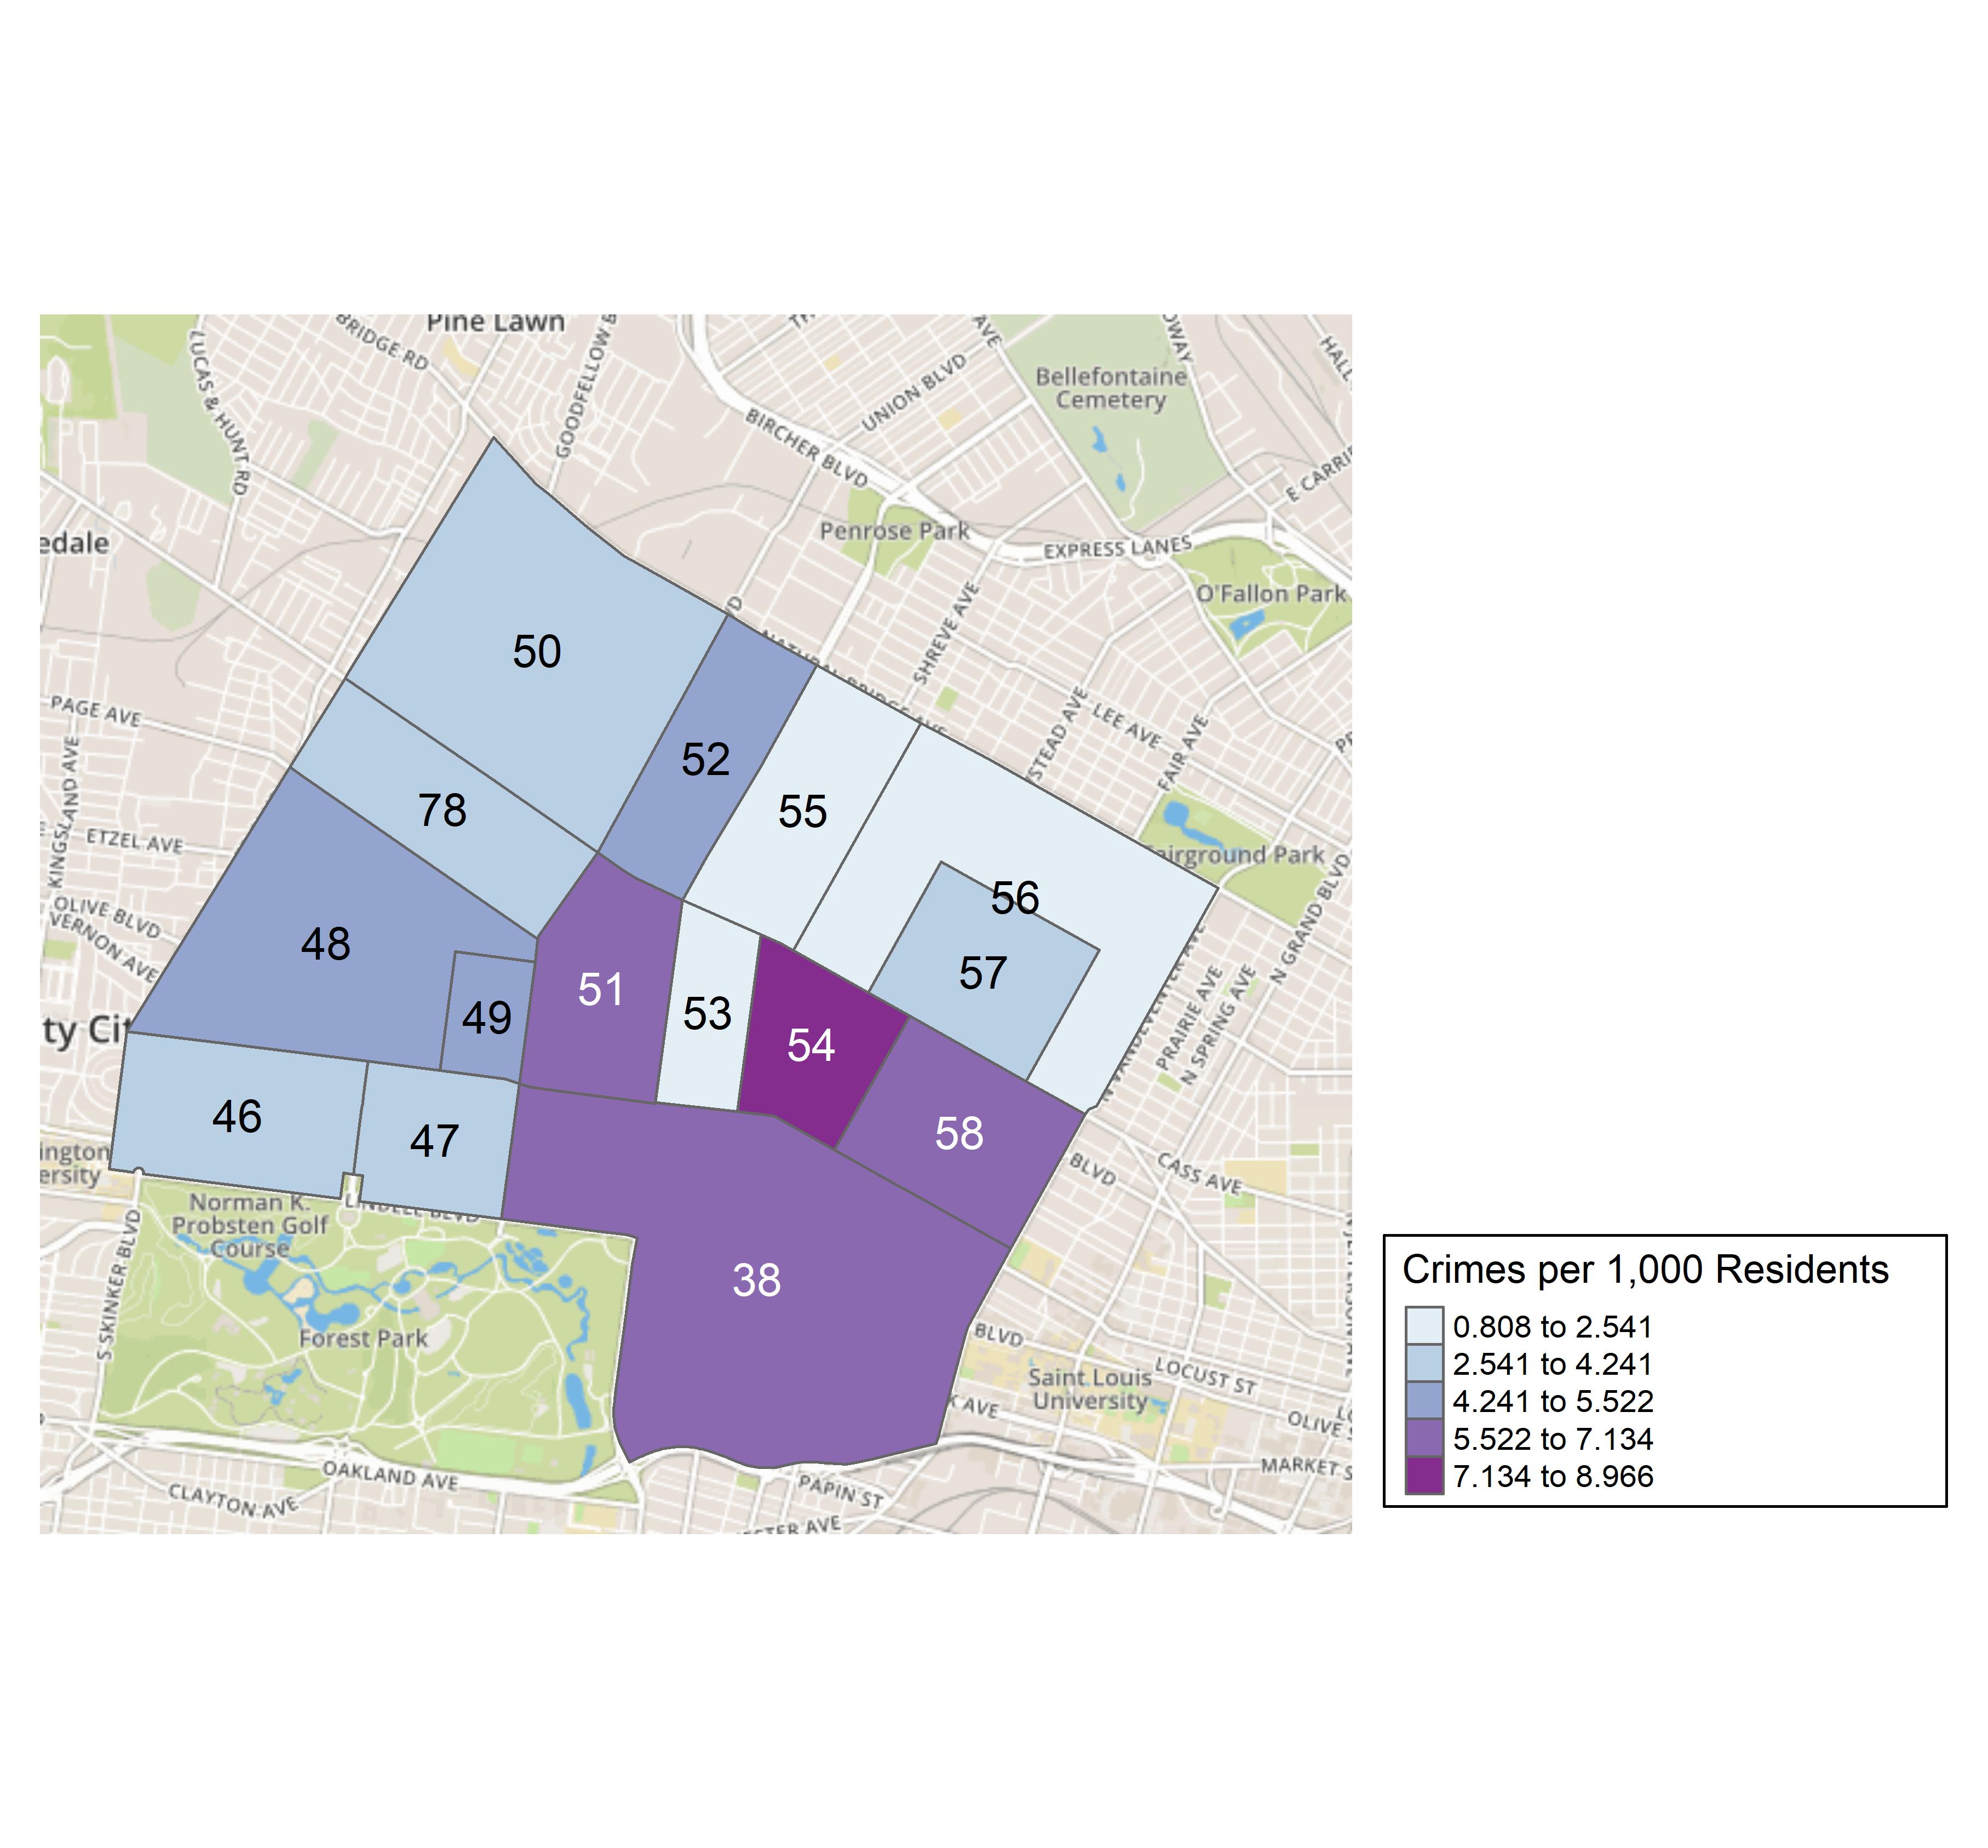 Pine Lawn
BRIDGE RD
LUCAS & HUNT RD
UNION BLVD
BIRCHER BLVD
Bellefontaine
Cemetery
Penrose Park
EXPRESS LANES
O'Fallon Park
edale
50
SHREVE AVE
PAGE AVE
LEE AVE
FAIR AVE
52
78
55
KINGSLAND AVE
ETZEL AVE
Fairground Park
56
OLIVE BLVD
VERNON AVE
48
N GRAND BLVD
57
51
49
53
PRAIRIE AVE
N SPRING AVE
ty Cit
54
46
47
58
BLVD
CASS AVE
ington
ersity
Norman K.
Probsten Golf
Course
LINDELL BLVD
S SKINKER BLVD
38
Forest Park
BLVD
LOCUST ST
Saint Louis
University
K AVE
OLIVE S
OAKLAND AVE
MARKET S
CLAYTON AVE
PAPIN ST
STER AVE
Crimes per 1,000 Residents
0.808 to 2.541
2.541 to 4.241
4.241 to 5.522
5.522 to 7.134
7.134 to 8.966